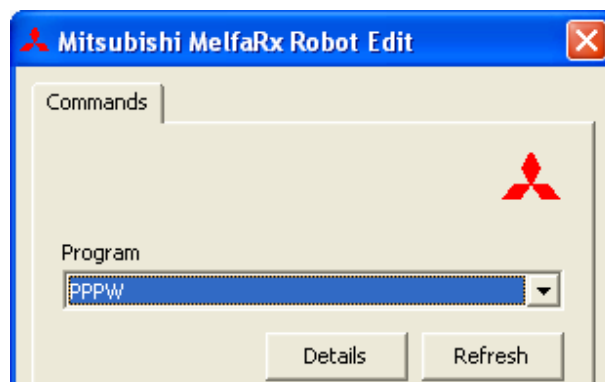 Mitsubishi MelfaRx Robot Edit
Commands
Program
PPPW
Details Refresh